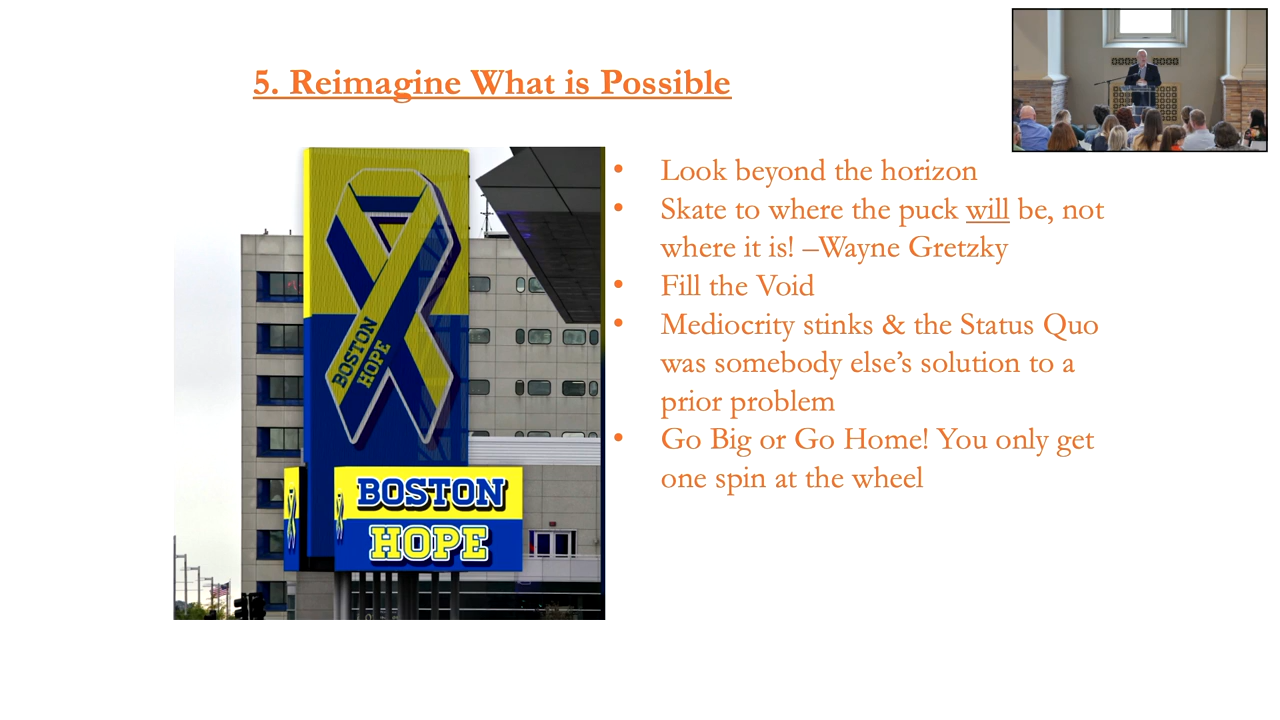 5. Reimagine What is Possible
BOSTON
HOPE
BOSTON
HOPE
• Look beyond the horizon
• Skate to where the puck will be, not
where it is! –Wayne Gretzky
• Fill the Void
• Mediocrity stinks & the Status Quo
was somebody else’s solution to a
prior problem
• Go Big or Go Home! You only get
one spin at the wheel